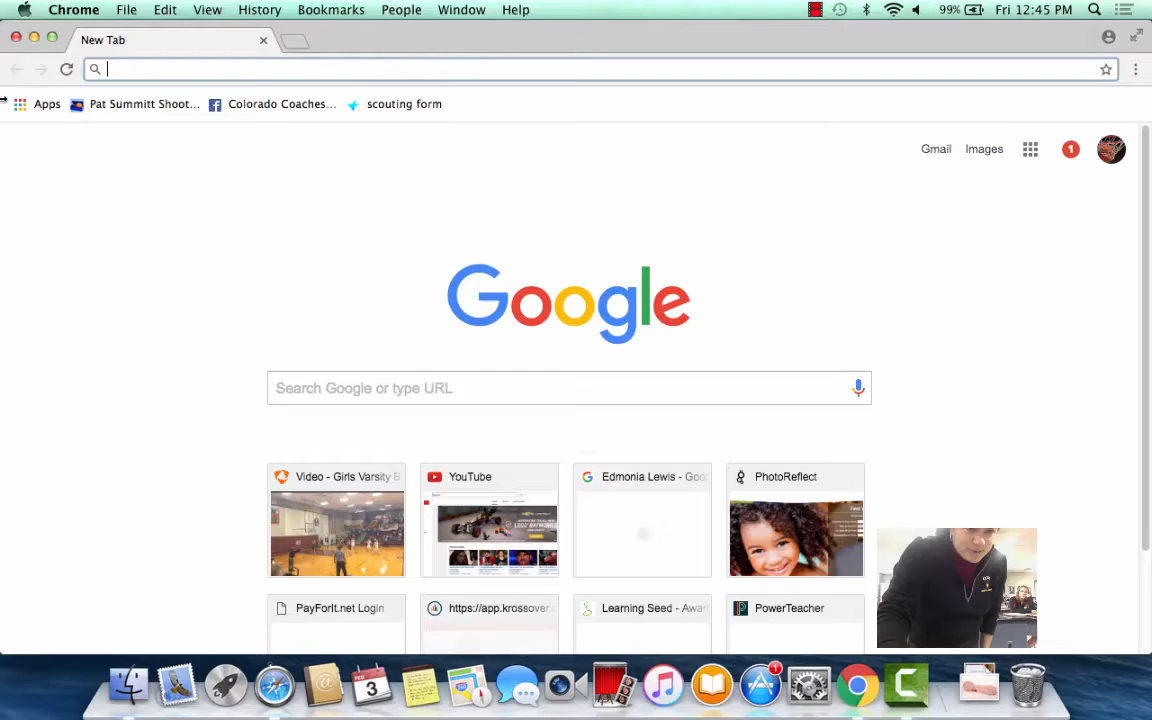 Chrome File Edit View History Bookmarks People Window Help 99% Fri 12:45 PM
New Tab
Apps Pat Summitt Shoot... Colorado Coaches... scouting form
Gmail Images 1
Google
Search Google or type URL
Video - Girls Varsity B YouTube Edmonia Lewis - Goo PhotoReflect
PayForIt.net Login https://app.krossover. Learning Seed - Awar PowerTeacher
FEB 3 1